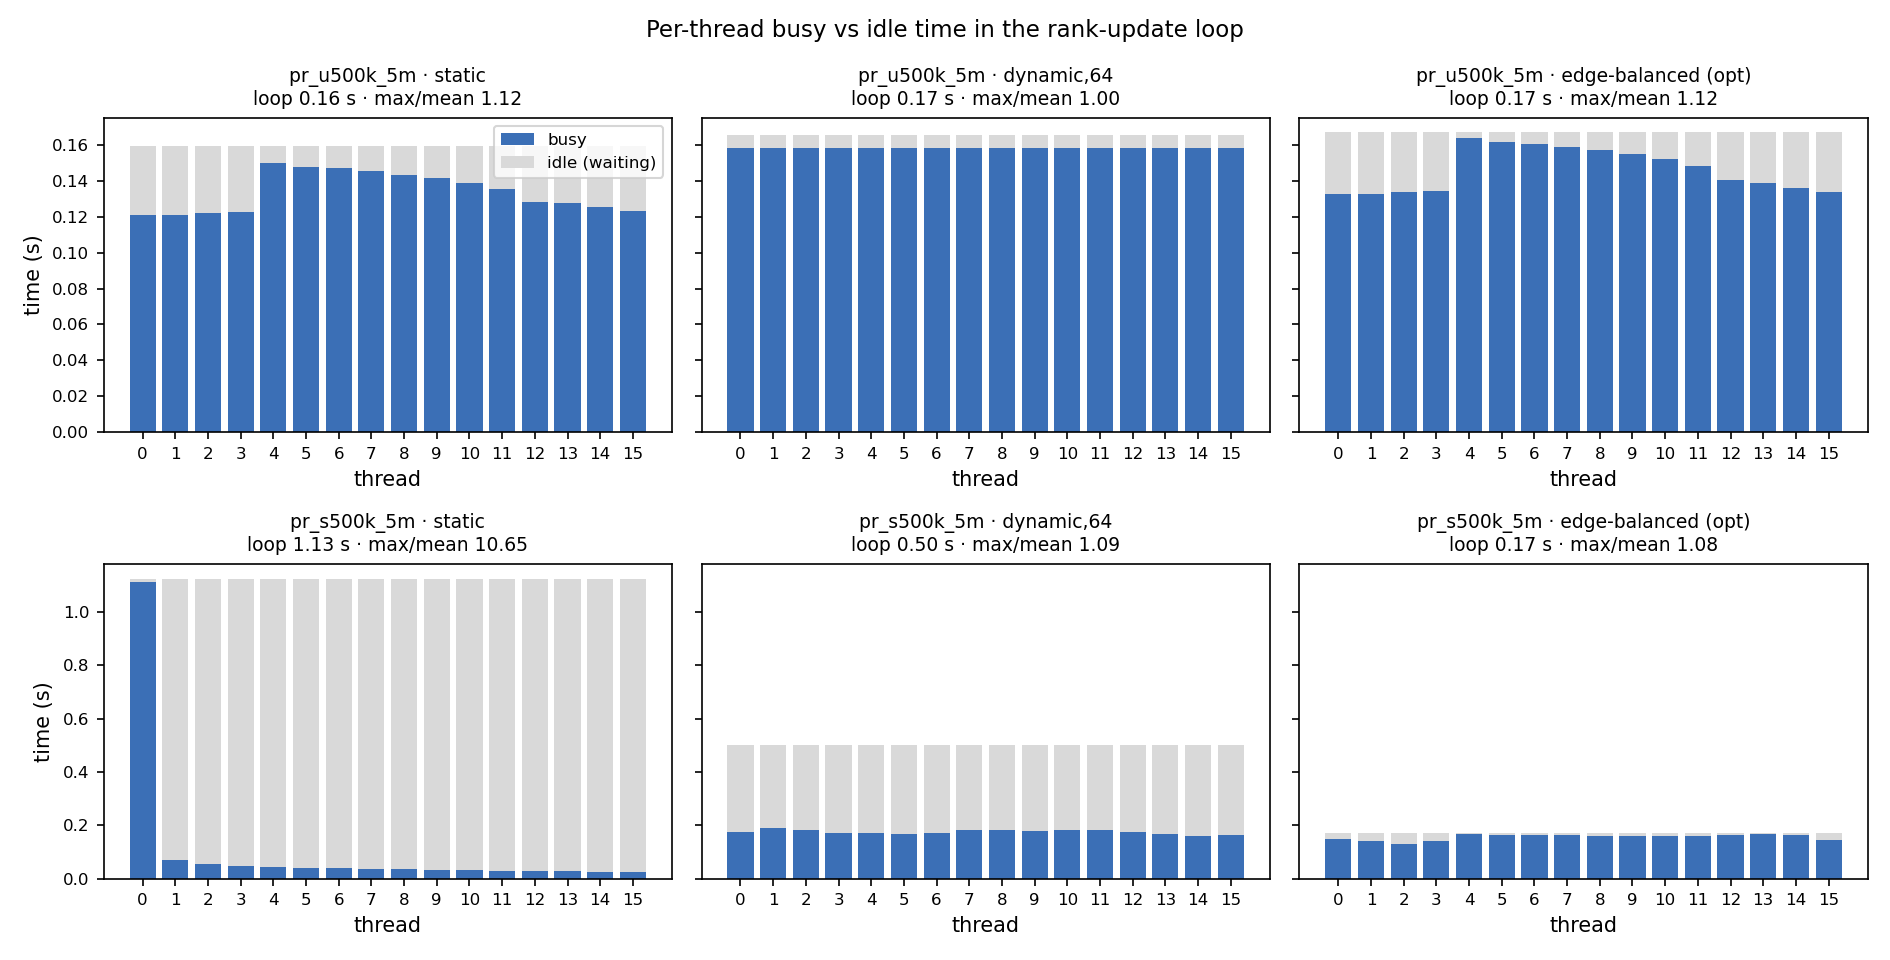 Per-thread busy vs idle time in the rank-update loop
pr_u500k_5m · static
loop 0.16 s · max/mean 1.12
busy
idle (waiting)
time (s)
0.16
0.14
0.12
0.10
0.08
0.06
0.04
0.02
0.00
0 1 2 3 4 5 6 7 8 9 10 11 12 13 14 15
thread
pr_u500k_5m · dynamic,64
loop 0.17 s · max/mean 1.00
0 1 2 3 4 5 6 7 8 9 10 11 12 13 14 15
thread
pr_u500k_5m · edge-balanced (opt)
loop 0.17 s · max/mean 1.12
0 1 2 3 4 5 6 7 8 9 10 11 12 13 14 15
thread
pr_s500k_5m · static
loop 1.13 s · max/mean 10.65
time (s)
1.0
0.8
0.6
0.4
0.2
0.0
0 1 2 3 4 5 6 7 8 9 10 11 12 13 14 15
thread
pr_s500k_5m · dynamic,64
loop 0.50 s · max/mean 1.09
0 1 2 3 4 5 6 7 8 9 10 11 12 13 14 15
thread
pr_s500k_5m · edge-balanced (opt)
loop 0.17 s · max/mean 1.08
0 1 2 3 4 5 6 7 8 9 10 11 12 13 14 15
thread